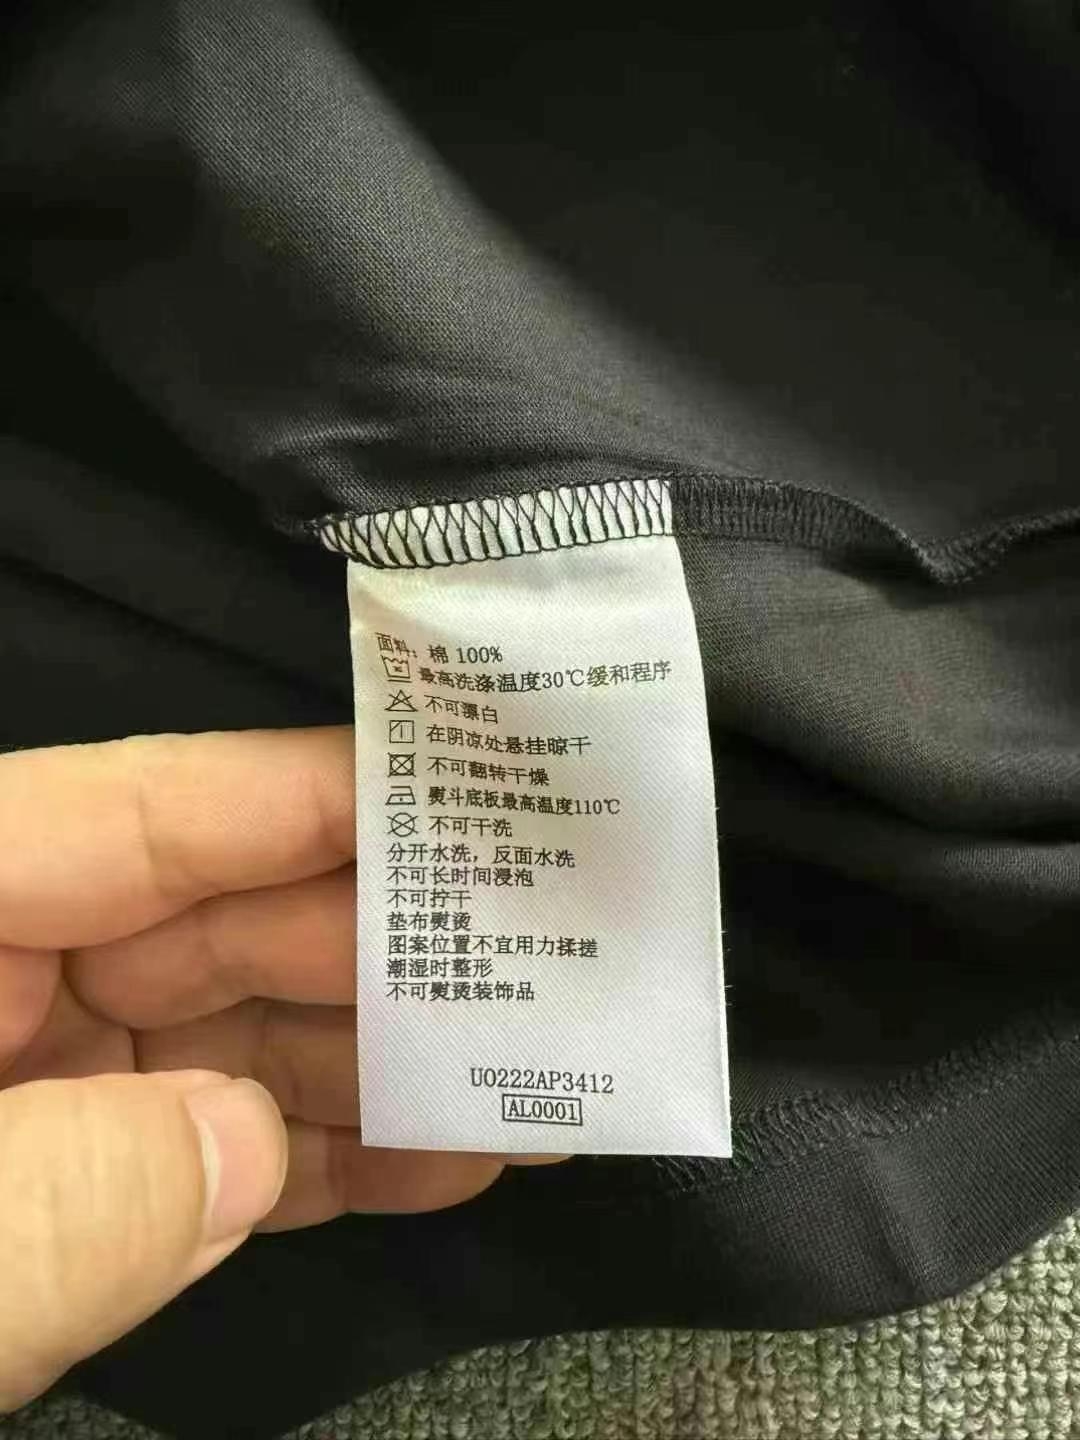 面料：棉 100%
最高洗涤温度30℃缓和程序
不可漂白
在阴凉处悬挂晾干
不可翻转干燥
熨斗底板最高温度110℃
不可干洗
分开水洗，反面水洗
不可长时间浸泡
不可拧干
垫布熨烫
图案位置不宜用力揉搓
潮湿时整形
不可熨烫装饰品
U0222AP3412
AL0001